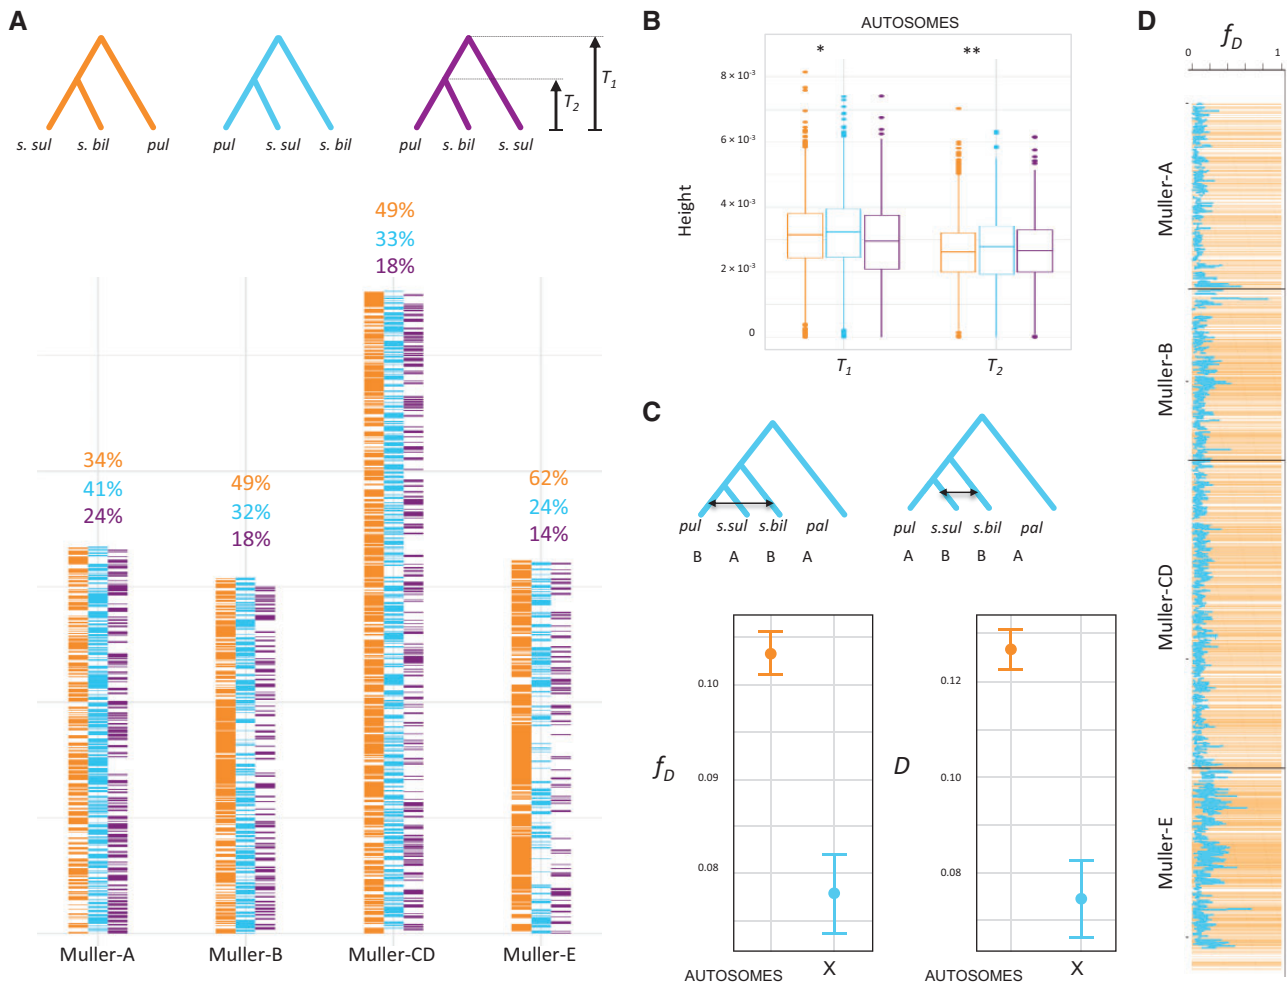 A
T₁
T₂
s. sul s. bil pul
pul s. sul s. bil
pul s. bil s. sul
49%
33%
18%
34%
41%
24%
49%
32%
18%
62%
24%
14%
Muller-A Muller-B Muller-CD Muller-E
B
AUTOSOMES
* **
Height
8 × 10⁻³
6 × 10⁻³
4 × 10⁻³
2 × 10⁻³
0
T₁ T₂
C
pul s.sul s.bil pal
B A B A
pul s.sul s.bil pal
A B B A
f_D
0.10
0.09
0.08
AUTOSOMES X
D
0.12
0.10
0.08
AUTOSOMES X
D
f_D
0 1
Muller-A
Muller-B
Muller-CD
Muller-E